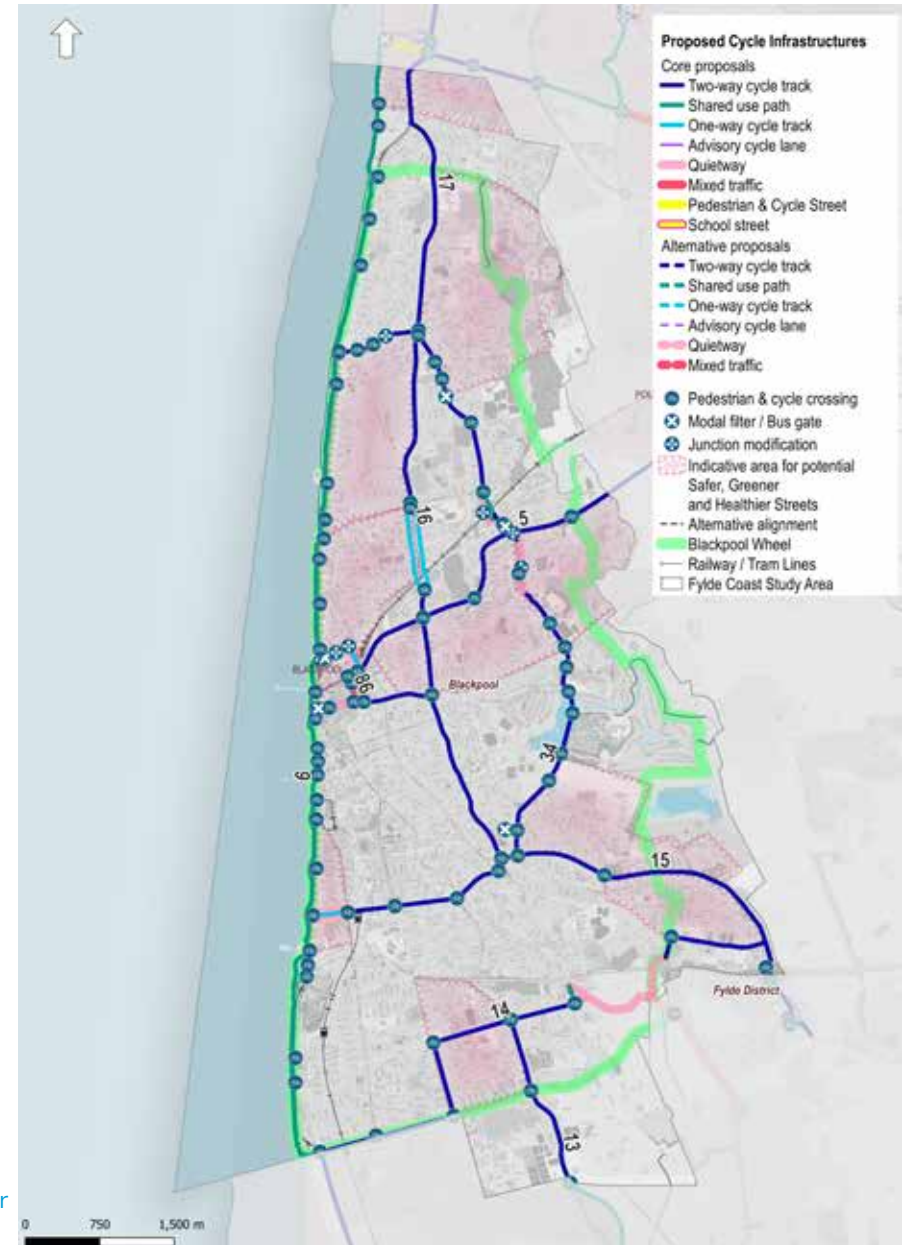 Proposed Cycle Infrastructures
Core proposals
Two-way cycle track
Shared use path
One-way cycle track
Advisory cycle lane
Quietway
Mixed traffic
Pedestrian & Cycle Street
School street
Alternative proposals
Two-way cycle track
Shared use path
One-way cycle track
Advisory cycle lane
Quietway
Mixed traffic
Pedestrian & cycle crossing
Modal filter / Bus gate
Junction modification
Indicative area for potential
Safer, Greener
and Healthier Streets
Alternative alignment
Blackpool Wheel
Railway / Tram Lines
Fylde Coast Study Area
17
16
5
86
Blackpool
34
9
15
14
Fylde District
13
r
0 750 1,500 m